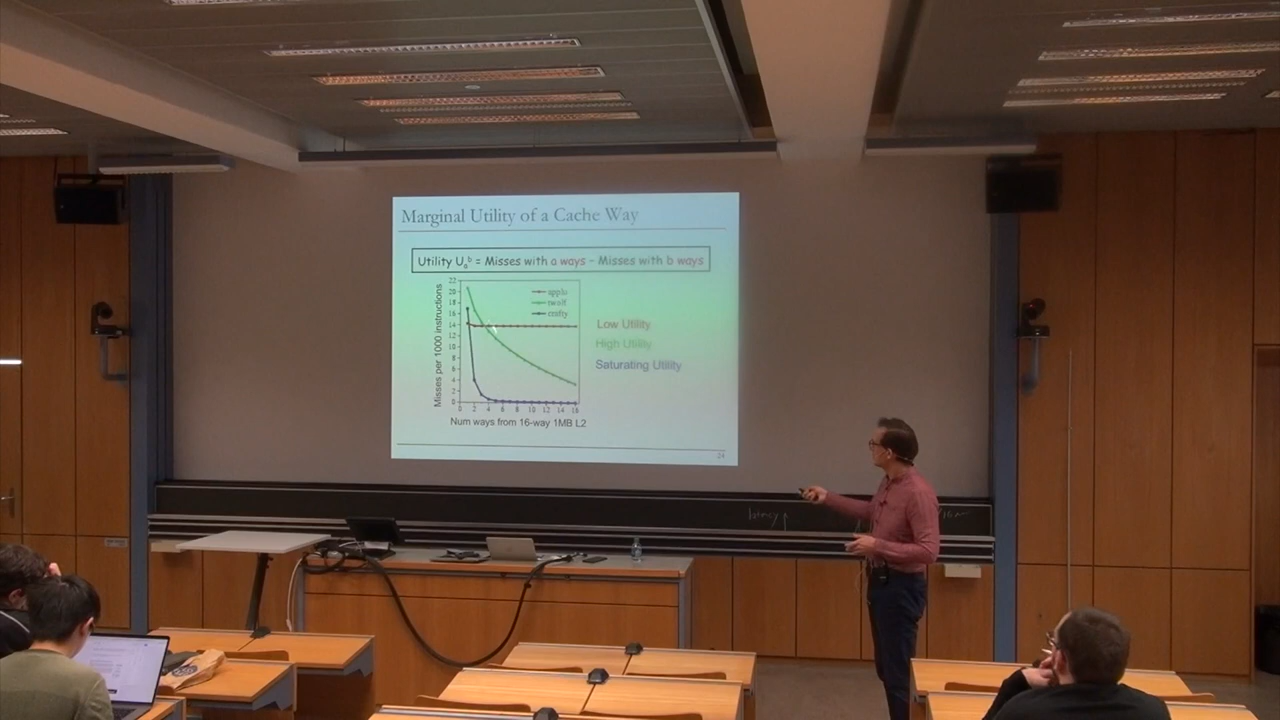 Marginal Utility of a Cache Way
Utility Uₐᵇ = Misses with a ways – Misses with b ways
Misses per 1000 instructions
22
20
18
16
14
12
10
8
6
4
2
0
applu
twolf
crafty
0 2 4 6 8 10 12 14 16
Num ways from 16-way 1MB L2
Low Utility
High Utility
Saturating Utility
24